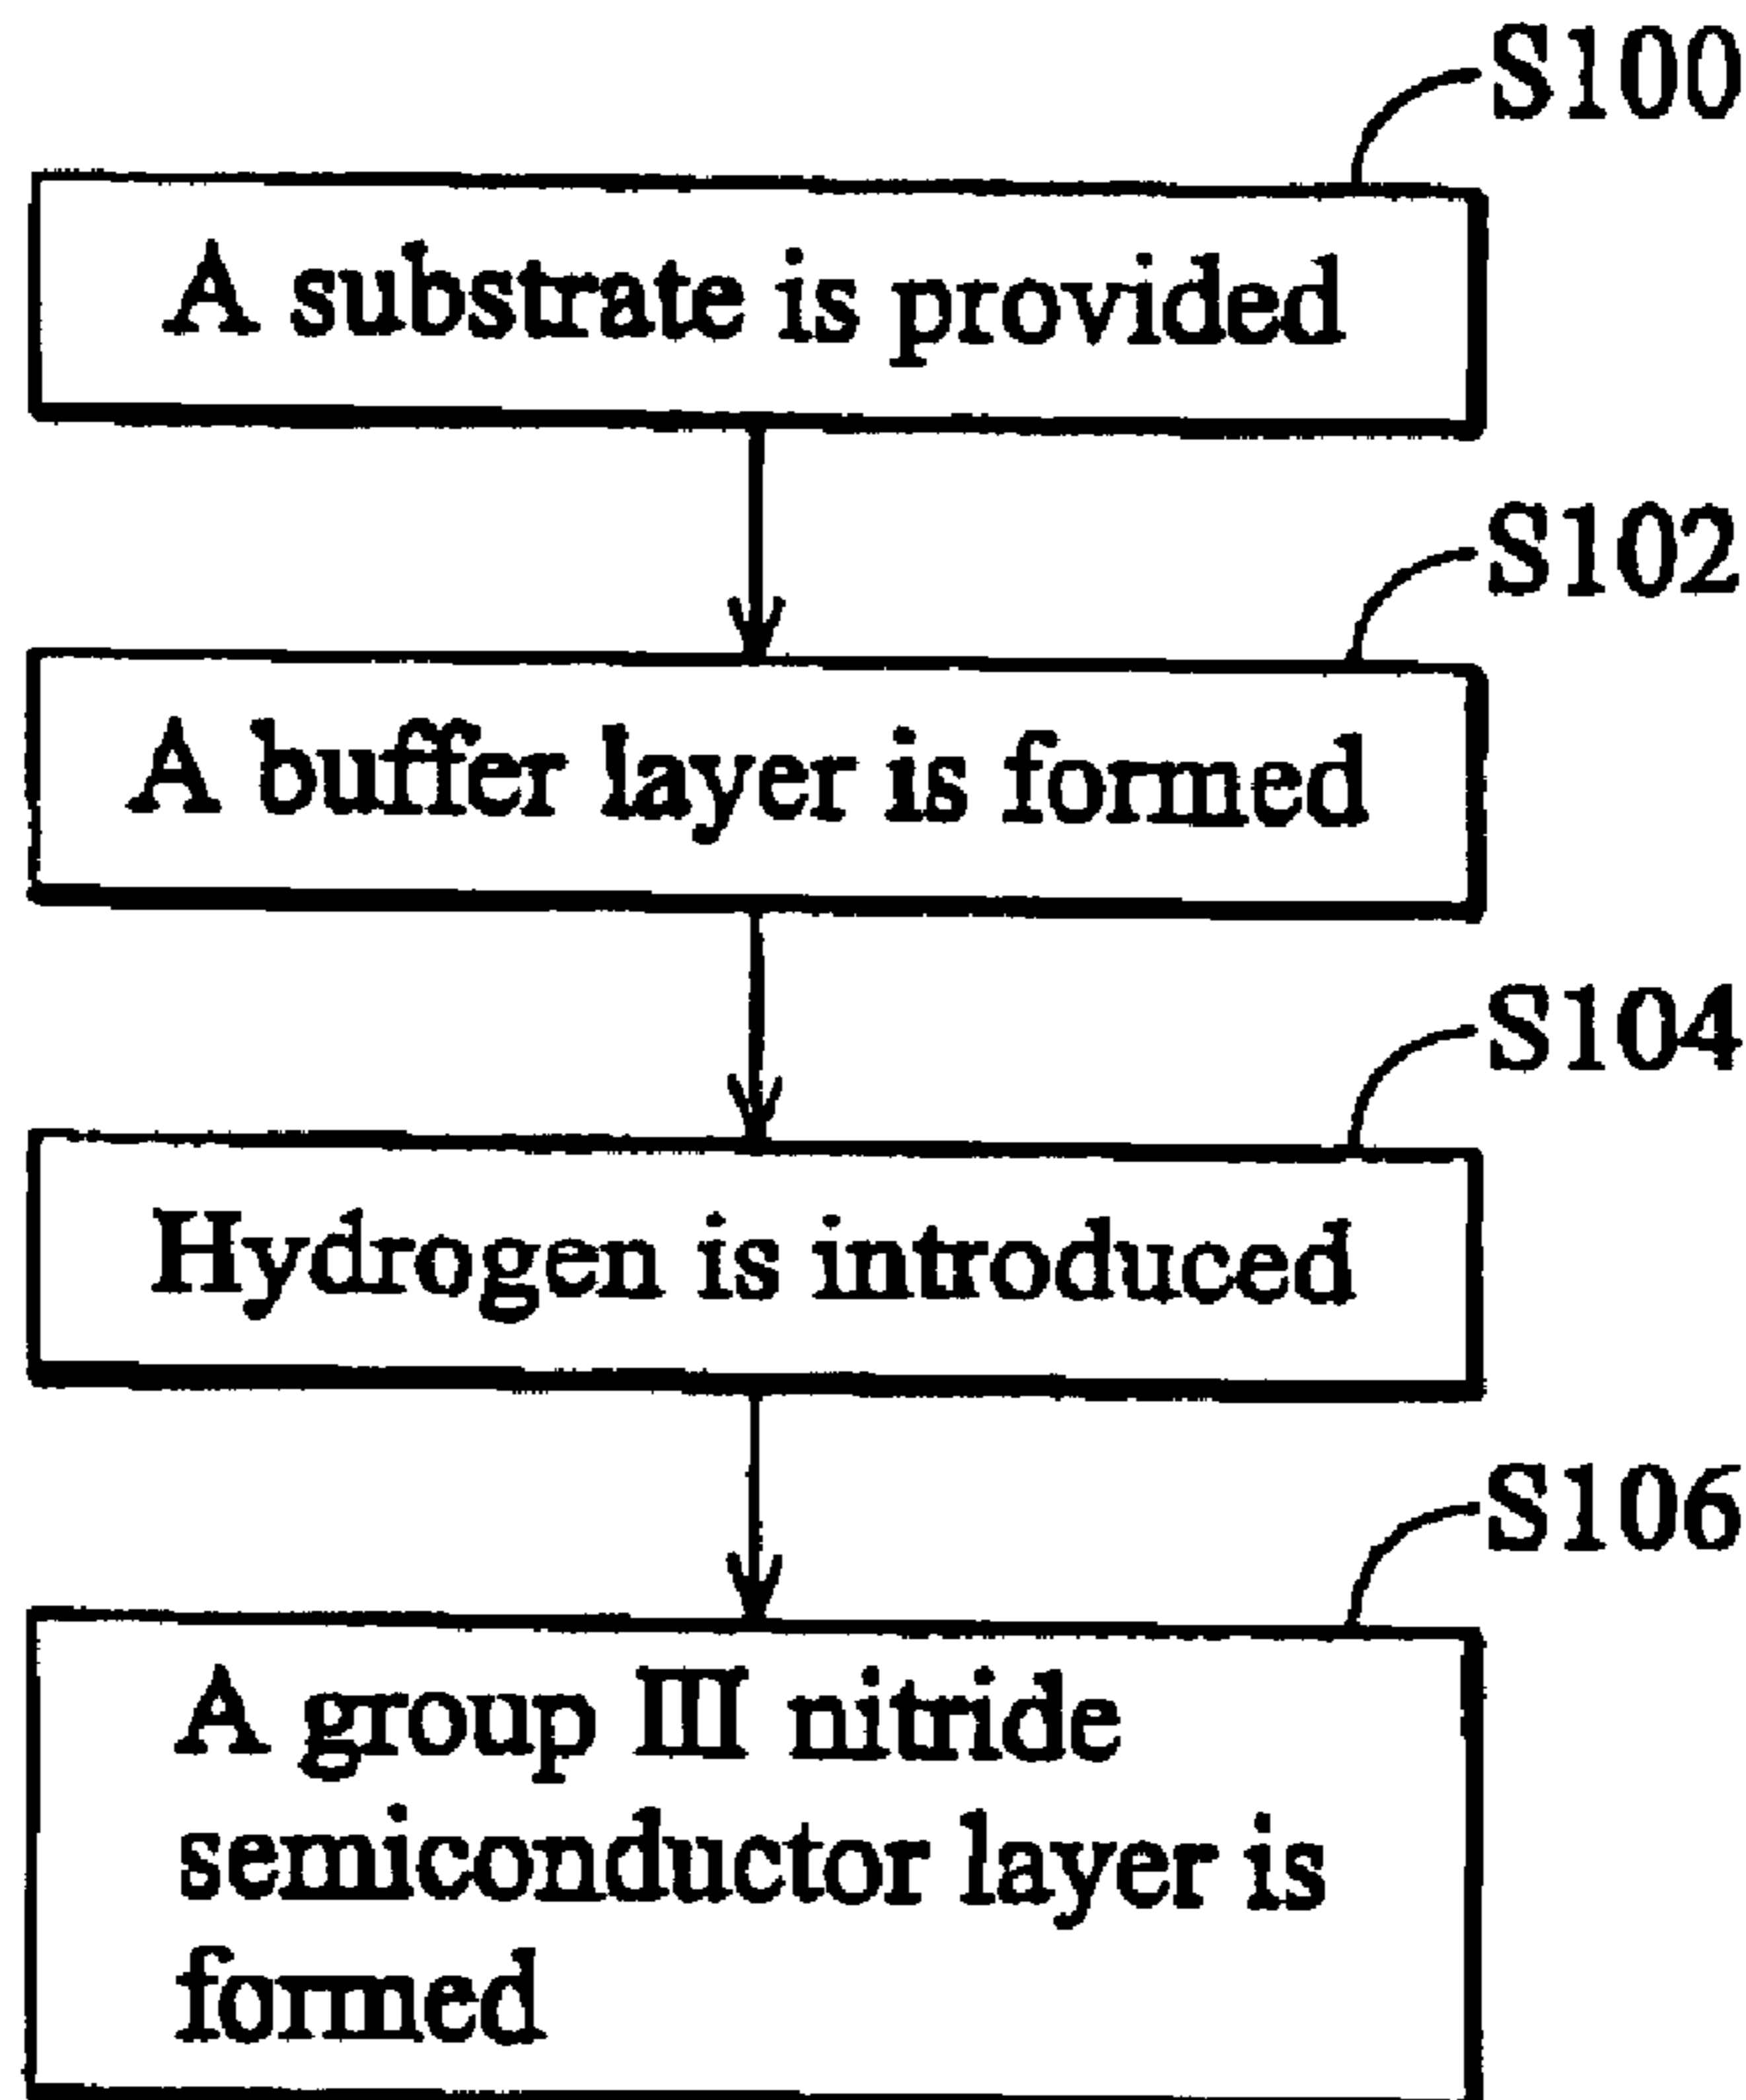 S100
A substrate is provided
S102
A buffer layer is formed
S104
Hydrogen is introduced
S106
A group III nitride
semiconductor layer is
formed